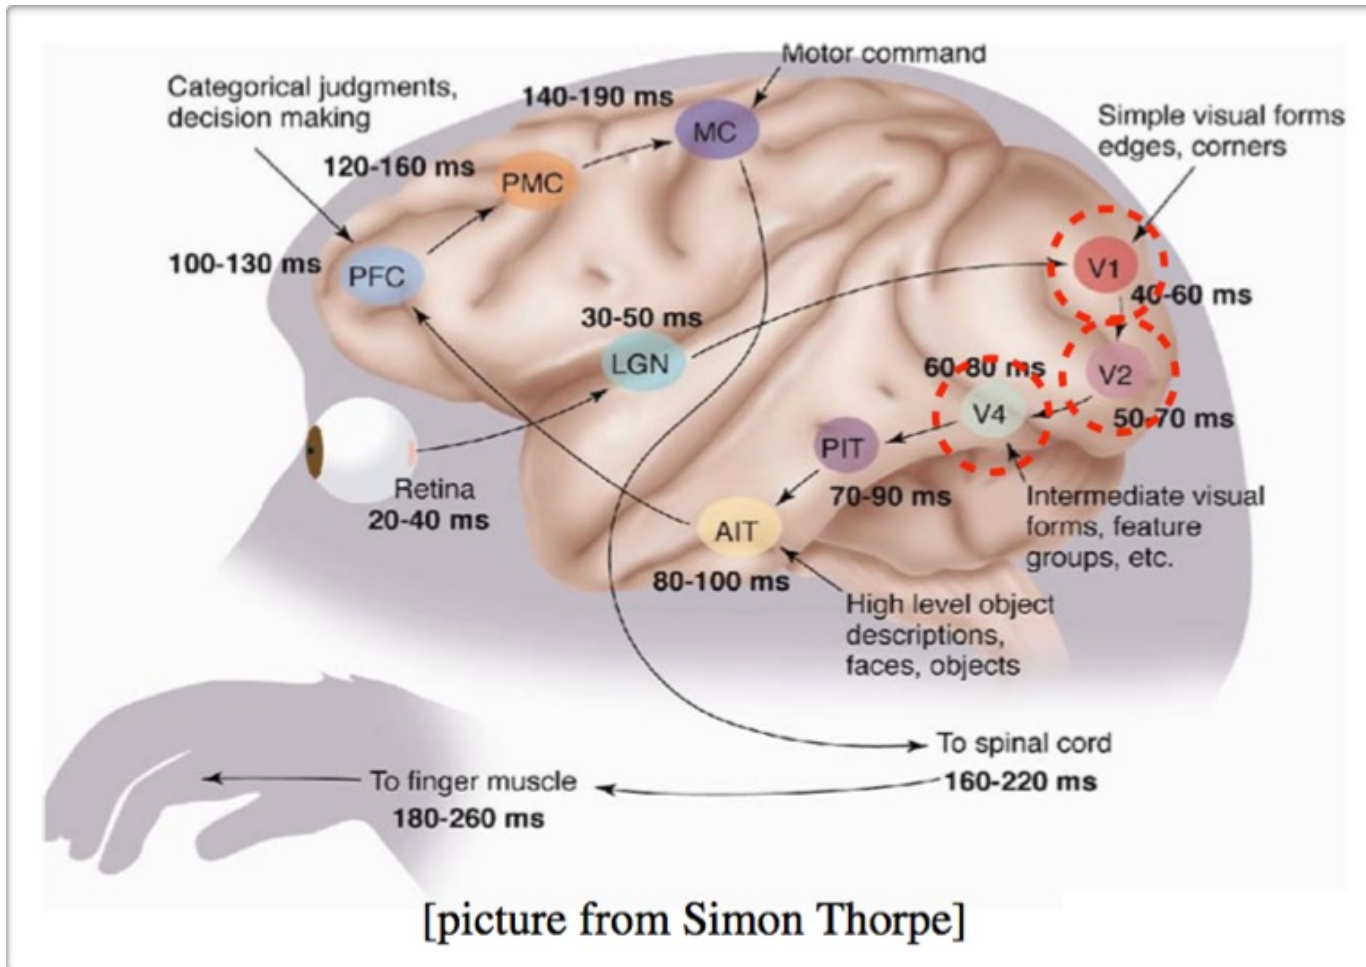 Motor command
Categorical judgments,
decision making
140-190 ms
MC
Simple visual forms
edges, corners
120-160 ms
PMC
100-130 ms
PFC
V1
40-60 ms
30-50 ms
LGN
60-80 ms
V2
V4
50-70 ms
PIT
70-90 ms
Retina
20-40 ms
Intermediate visual
forms, feature
groups, etc.
AIT
80-100 ms
High level object
descriptions,
faces, objects
To spinal cord
160-220 ms
To finger muscle
180-260 ms
[picture from Simon Thorpe]